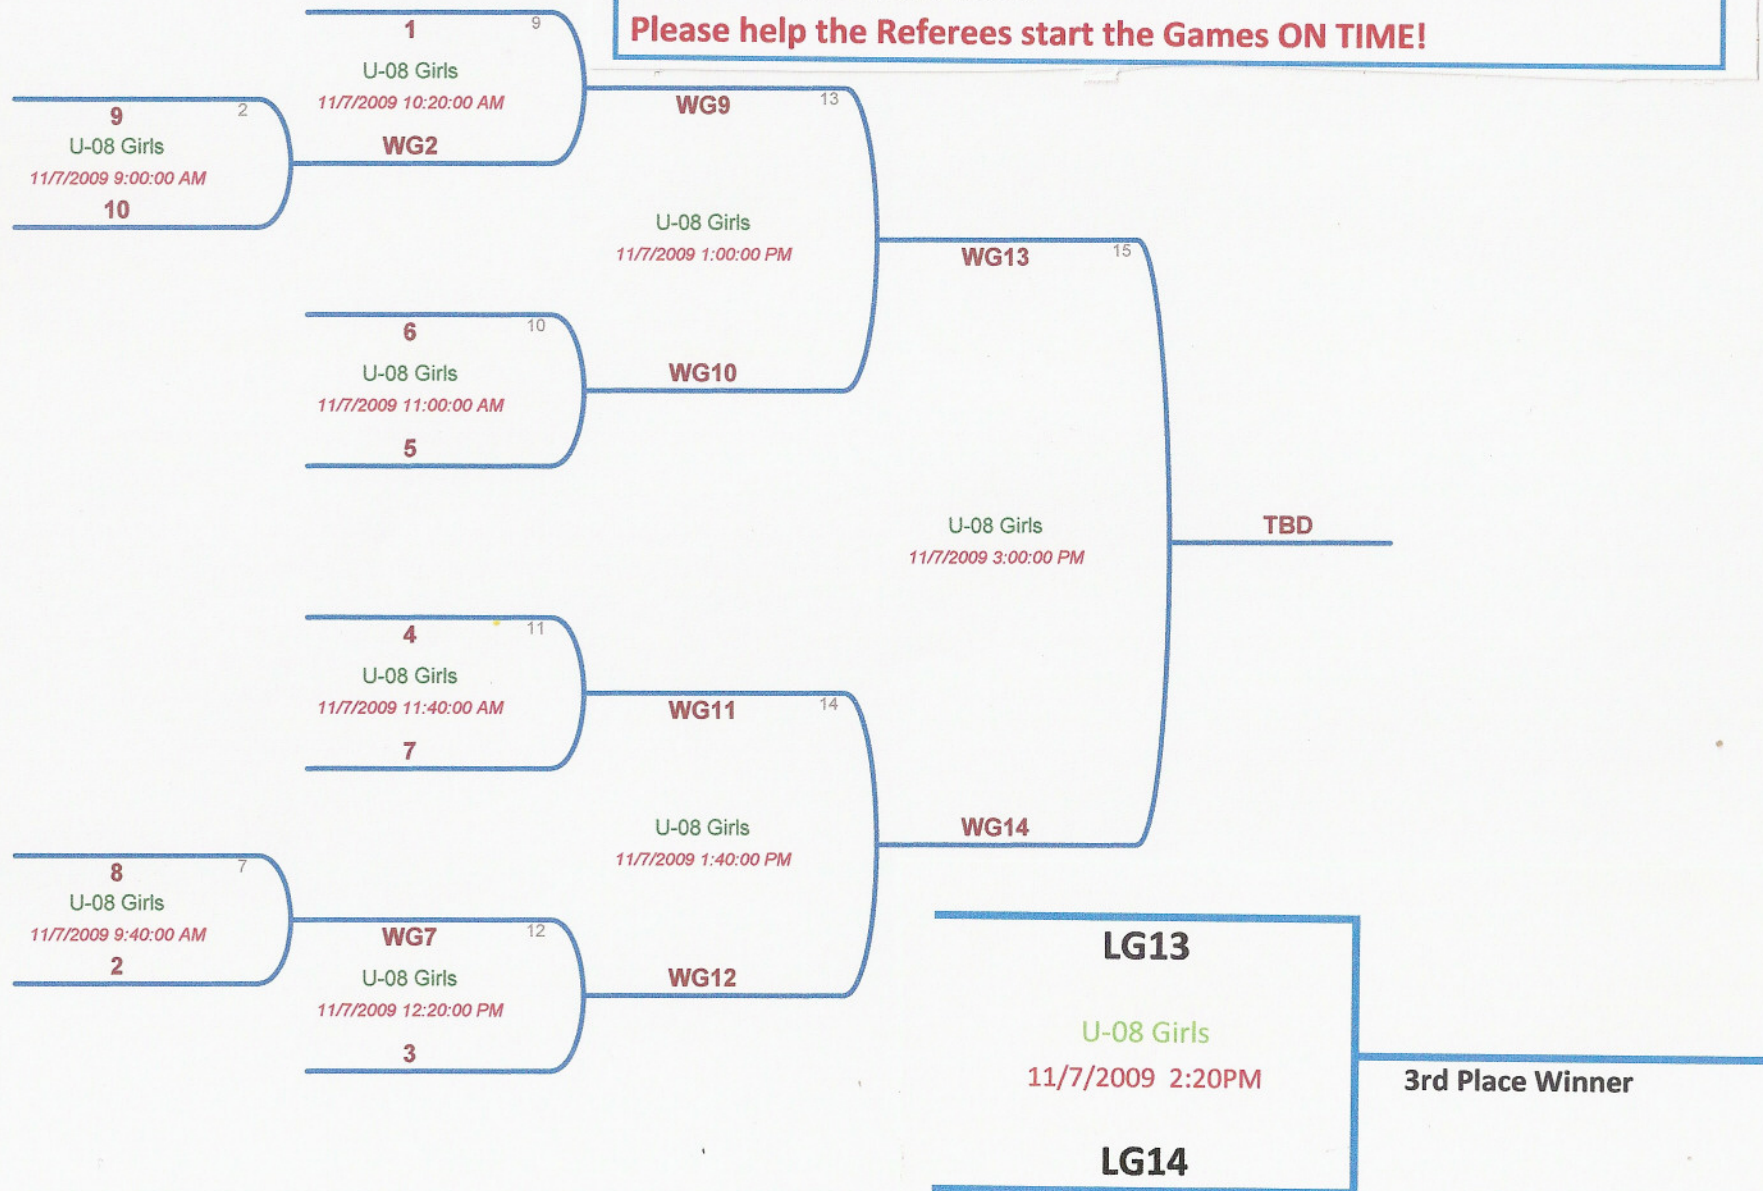 Please help the Referees start the Games ON TIME!
1
9
U-08 Girls
11/7/2009 10:20:00 AM
WG2
9
2
U-08 Girls
11/7/2009 9:00:00 AM
10
WG9
13
U-08 Girls
11/7/2009 1:00:00 PM
WG10
6
10
U-08 Girls
11/7/2009 11:00:00 AM
5
WG13
15
U-08 Girls
11/7/2009 3:00:00 PM
WG14
TBD
4
11
U-08 Girls
11/7/2009 11:40:00 AM
7
WG11
14
U-08 Girls
11/7/2009 1:40:00 PM
WG12
8
7
U-08 Girls
11/7/2009 9:40:00 AM
2
WG7
12
U-08 Girls
11/7/2009 12:20:00 PM
3
LG13
U-08 Girls
11/7/2009 2:20PM
LG14
3rd Place Winner